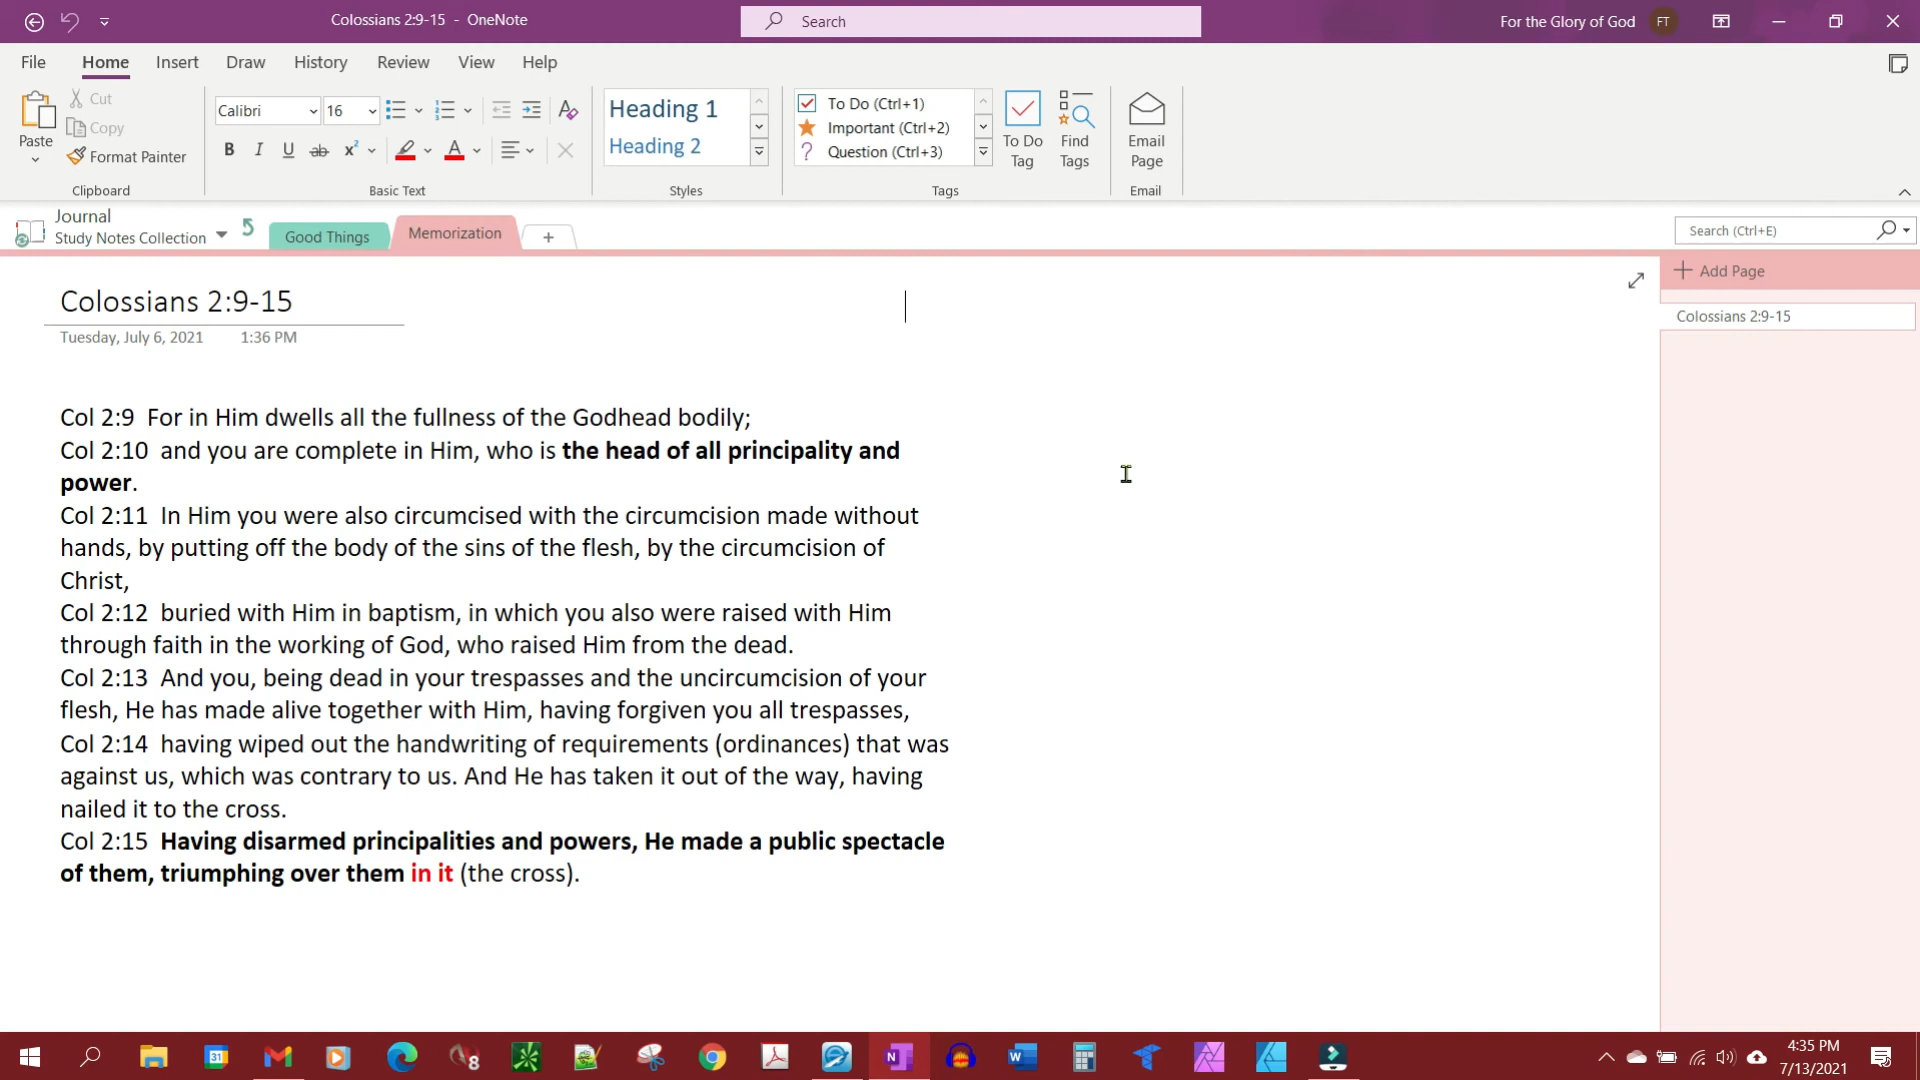 Colossians 2:9-15 - OneNote
Search
For the Glory of God
FT
File Home Insert Draw History Review View Help
Paste
Cut
Copy
Format Painter
Clipboard
Calibri 16
B I U ab x²
A
Basic Text
Heading 1
Heading 2
Styles
To Do (Ctrl+1)
Important (Ctrl+2)
Question (Ctrl+3)
To Do
Tag
Find
Tags
Tags
Email
Page
Email
Journal
Study Notes Collection
Good Things
Memorization
Search (Ctrl+E)
Add Page
Colossians 2:9-15
Colossians 2:9-15
Tuesday, July 6, 2021 1:36 PM
Col 2:9 For in Him dwells all the fullness of the Godhead bodily;
Col 2:10 and you are complete in Him, who is the head of all principality and
power.
Col 2:11 In Him you were also circumcised with the circumcision made without
hands, by putting off the body of the sins of the flesh, by the circumcision of
Christ,
Col 2:12 buried with Him in baptism, in which you also were raised with Him
through faith in the working of God, who raised Him from the dead.
Col 2:13 And you, being dead in your trespasses and the uncircumcision of your
flesh, He has made alive together with Him, having forgiven you all trespasses,
Col 2:14 having wiped out the handwriting of requirements (ordinances) that was
against us, which was contrary to us. And He has taken it out of the way, having
nailed it to the cross.
Col 2:15 Having disarmed principalities and powers, He made a public spectacle
of them, triumphing over them in it (the cross).
31
8
N
W
4:35 PM
7/13/2021